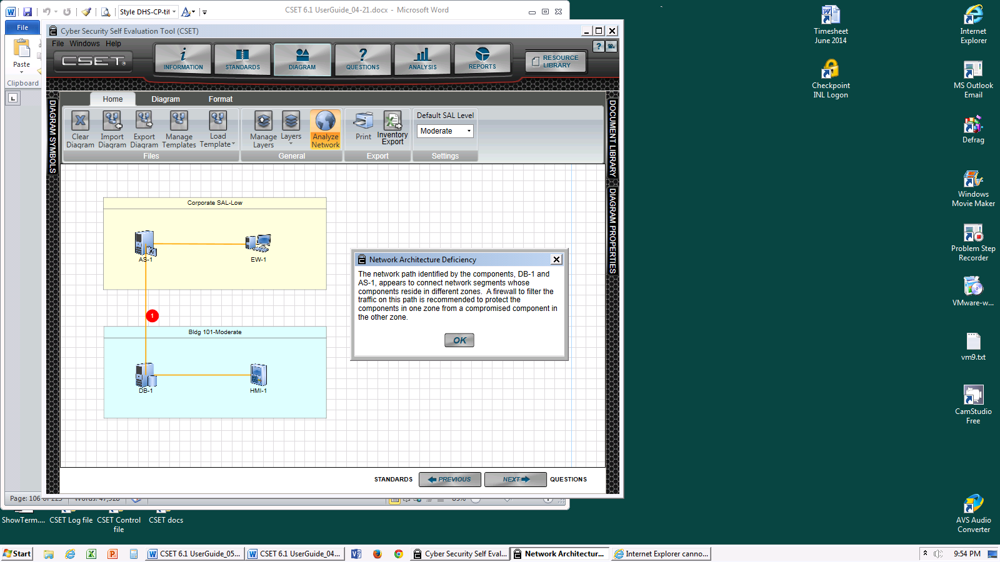 Style DHS-CP-tit
CSET 6.1 UserGuide_04-21.docx - Microsoft Word
File
Paste
Clipboard
L
Cyber Security Self Evaluation Tool (CSET)
File Windows Help
CSET
INFORMATION
STANDARDS
DIAGRAM
QUESTIONS
ANALYSIS
REPORTS
RESOURCE
LIBRARY
Home Diagram Format
Clear
Diagram
Import
Diagram
Export
Diagram
Manage
Templates
Load
Template
Files
Manage
Layers
Layers
Analyze
Network
General
Print
Inventory
Export
Export
Default SAL Level
Moderate
Settings
DIAGRAM SYMBOLS
DOCUMENT LIBRARY
DIAGRAM PROPERTIES
Corporate SAL-Low
AS-1
EW-1
1
Bldg 101-Moderate
DB-1
HMI-1
Network Architecture Deficiency
The network path identified by the components, DB-1 and
AS-1, appears to connect network segments whose
components reside in different zones. A firewall to filter the
traffic on this path is recommended to protect the
components in one zone from a compromised component in
the other zone.
OK
STANDARDS
PREVIOUS
NEXT
QUESTIONS
Timesheet
June 2014
Checkpoint
INL Logon
Internet
Explorer
MS Outlook
Email
Defrag
Windows
Movie Maker
Problem Step
Recorder
VMware-w...
vm9.txt
CamStudio
Free
AVS Audio
Converter
ShowTerm....
CSET Log file
CSET Control
file
CSET docs
Start
CSET 6.1 UserGuide_05...
CSET 6.1 UserGuide_04...
Cyber Security Self Eval...
Network Architectur...
Internet Explorer canno...
9:54 PM